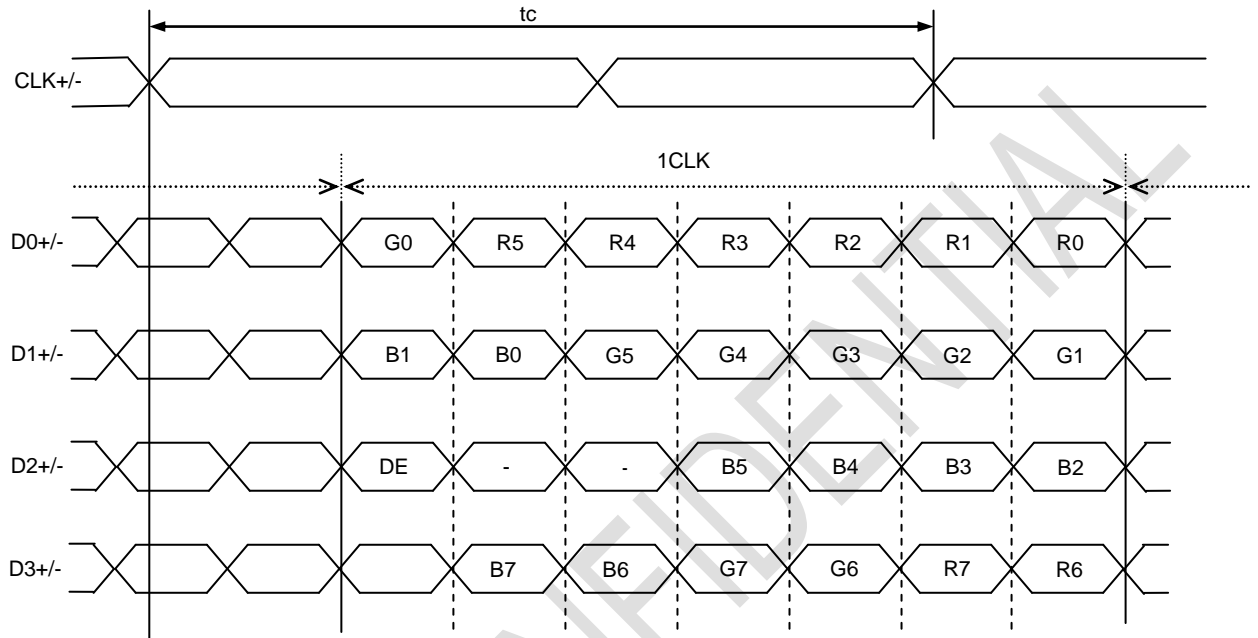 tc
CLK+/-
1CLK
D0+/- G0 R5 R4 R3 R2 R1 R0
D1+/- B1 B0 G5 G4 G3 G2 G1
D2+/- DE - - B5 B4 B3 B2
D3+/- B7 B6 G7 G6 R7 R6
NFIDENTIAL